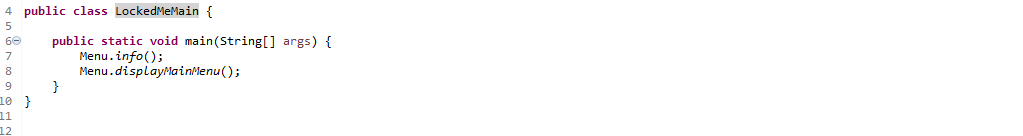 4 public class LockedMeMain {
5
6 public static void main(String[] args) {
7 Menu.info();
8 Menu.displayMainMenu();
9 }
10 }
11
12